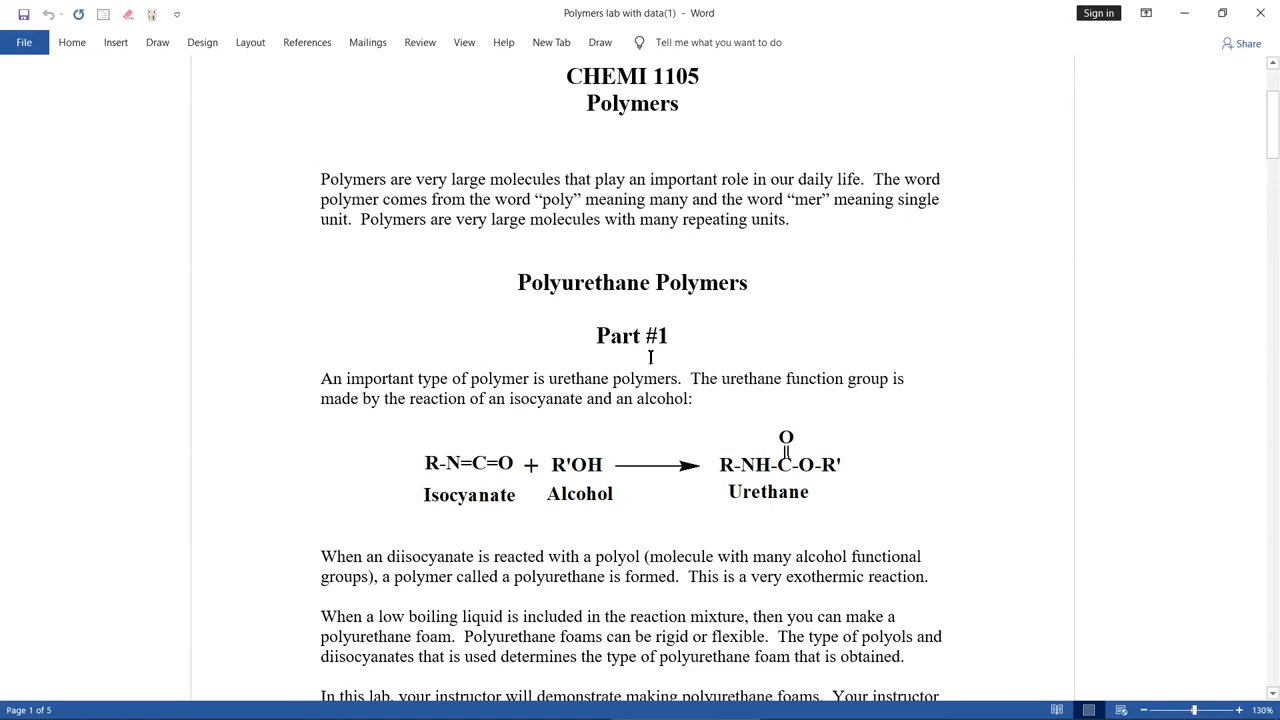 Polymers lab with data(1) - Word
Sign in
File Home Insert Draw Design Layout References Mailings Review View Help New Tab Draw Tell me what you want to do Share
CHEMI 1105
Polymers
Polymers are very large molecules that play an important role in our daily life. The word
polymer comes from the word “poly” meaning many and the word “mer” meaning single
unit. Polymers are very large molecules with many repeating units.
Polyurethane Polymers
Part #1
An important type of polymer is urethane polymers. The urethane function group is
made by the reaction of an isocyanate and an alcohol:
O
R-N=C=O + R'OH R-NH-C-O-R'
Isocyanate Alcohol Urethane
When an diisocyanate is reacted with a polyol (molecule with many alcohol functional
groups), a polymer called a polyurethane is formed. This is a very exothermic reaction.
When a low boiling liquid is included in the reaction mixture, then you can make a
polyurethane foam. Polyurethane foams can be rigid or flexible. The type of polyols and
diisocyanates that is used determines the type of polyurethane foam that is obtained.
In this lab, your instructor will demonstrate making polyurethane foams. Your instructor
Page 1 of 5
130%